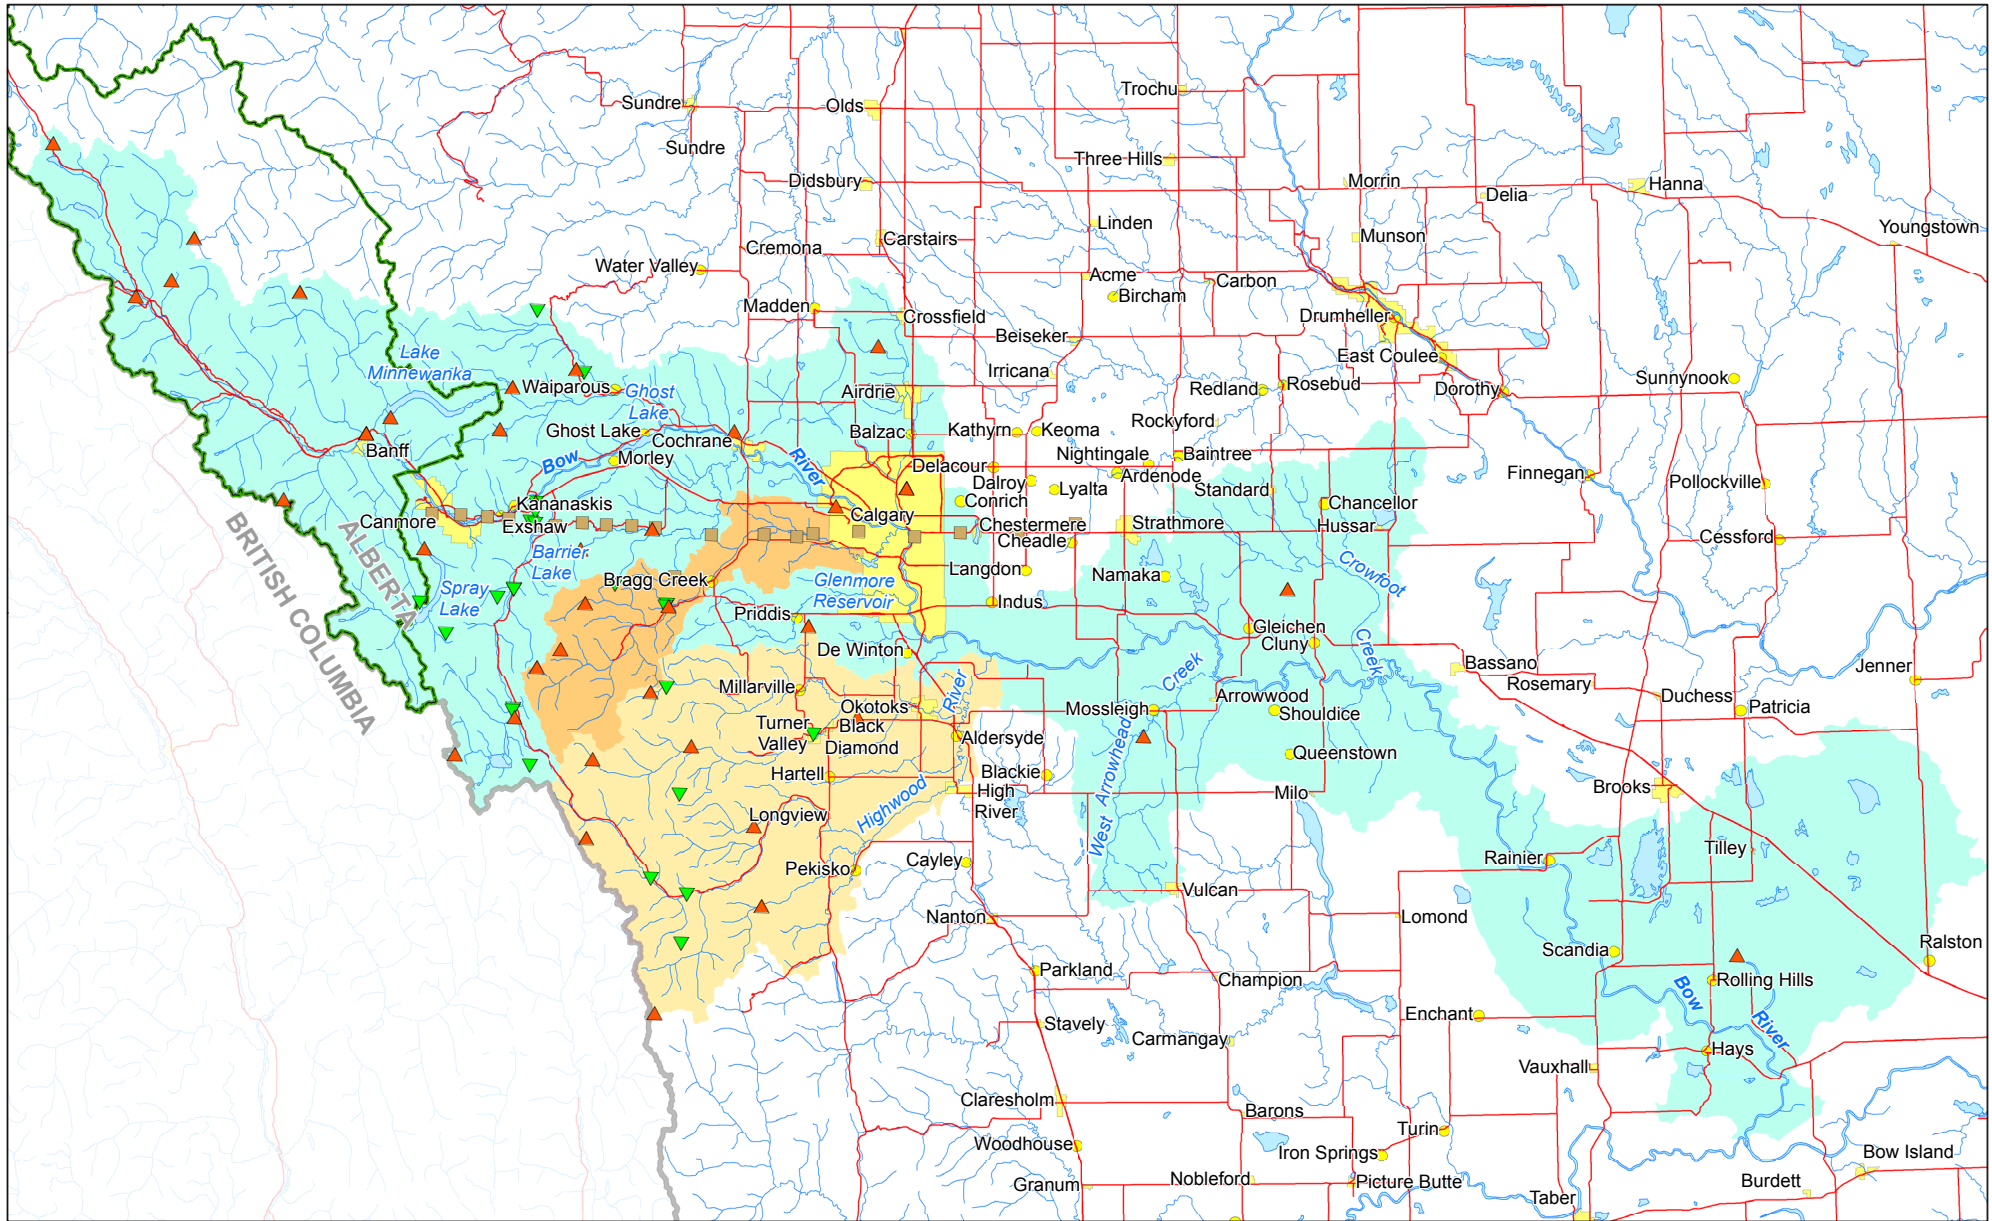 Trochu
Sundre
Olds
Sundre
Three Hills
Didsbury
Morrin
Hanna
Delia
Linden
Youngstown
Carstairs
Munson
Cremona
Water Valley
Acme
Carbon
Bircham
Madden
Crossfield
Drumheller
Beiseker
East Coulee
Lake
Minnewanka
Irricana
Sunnynook
Waiparous
Ghost
Lake
Airdrie
Redland
Rosebud
Dorothy
Rockyford
Ghost Lake
Cochrane
Balzac
Kathyrn
Keoma
Banff
Bow
River
Morley
Nightingale
Baintree
Delacour
Ardenode
Finnegan
Dalroy
Lyalta
Standard
Pollockville
Kananaskis
Conrich
Chancellor
Canmore
Exshaw
Calgary
Chestermere
Strathmore
Hussar
Cheadle
Cessford
BRITISH COLUMBIA
ALBERTA
Barrier
Lake
Bragg Creek
Langdon
Namaka
Crowfoot
Creek
Spray
Lake
Glenmore
Reservoir
Indus
Priddis
Gleichen
Cluny
De Winton
Bassano
Jenner
Millarville
River
Creek
Rosemary
Duchess
Okotoks
Mossleigh
Arrowwood
Shouldice
Patricia
Turner
Valley
Black
Diamond
Aldersyde
Queenstown
Hartell
Blackie
High
River
Milo
Brooks
Longview
Highwood
West Arrowhead
Tilley
Pekisko
Cayley
Rainier
Vulcan
Nanton
Lomond
Scandia
Ralston
Parkland
Champion
Rolling Hills
Bow
River
Stavely
Enchant
Carmangay
Hays
Vauxhall
Claresholm
Barons
Turin
Woodhouse
Iron Springs
Bow Island
Granum
Nobleford
Picture Butte
Burdett
Taber